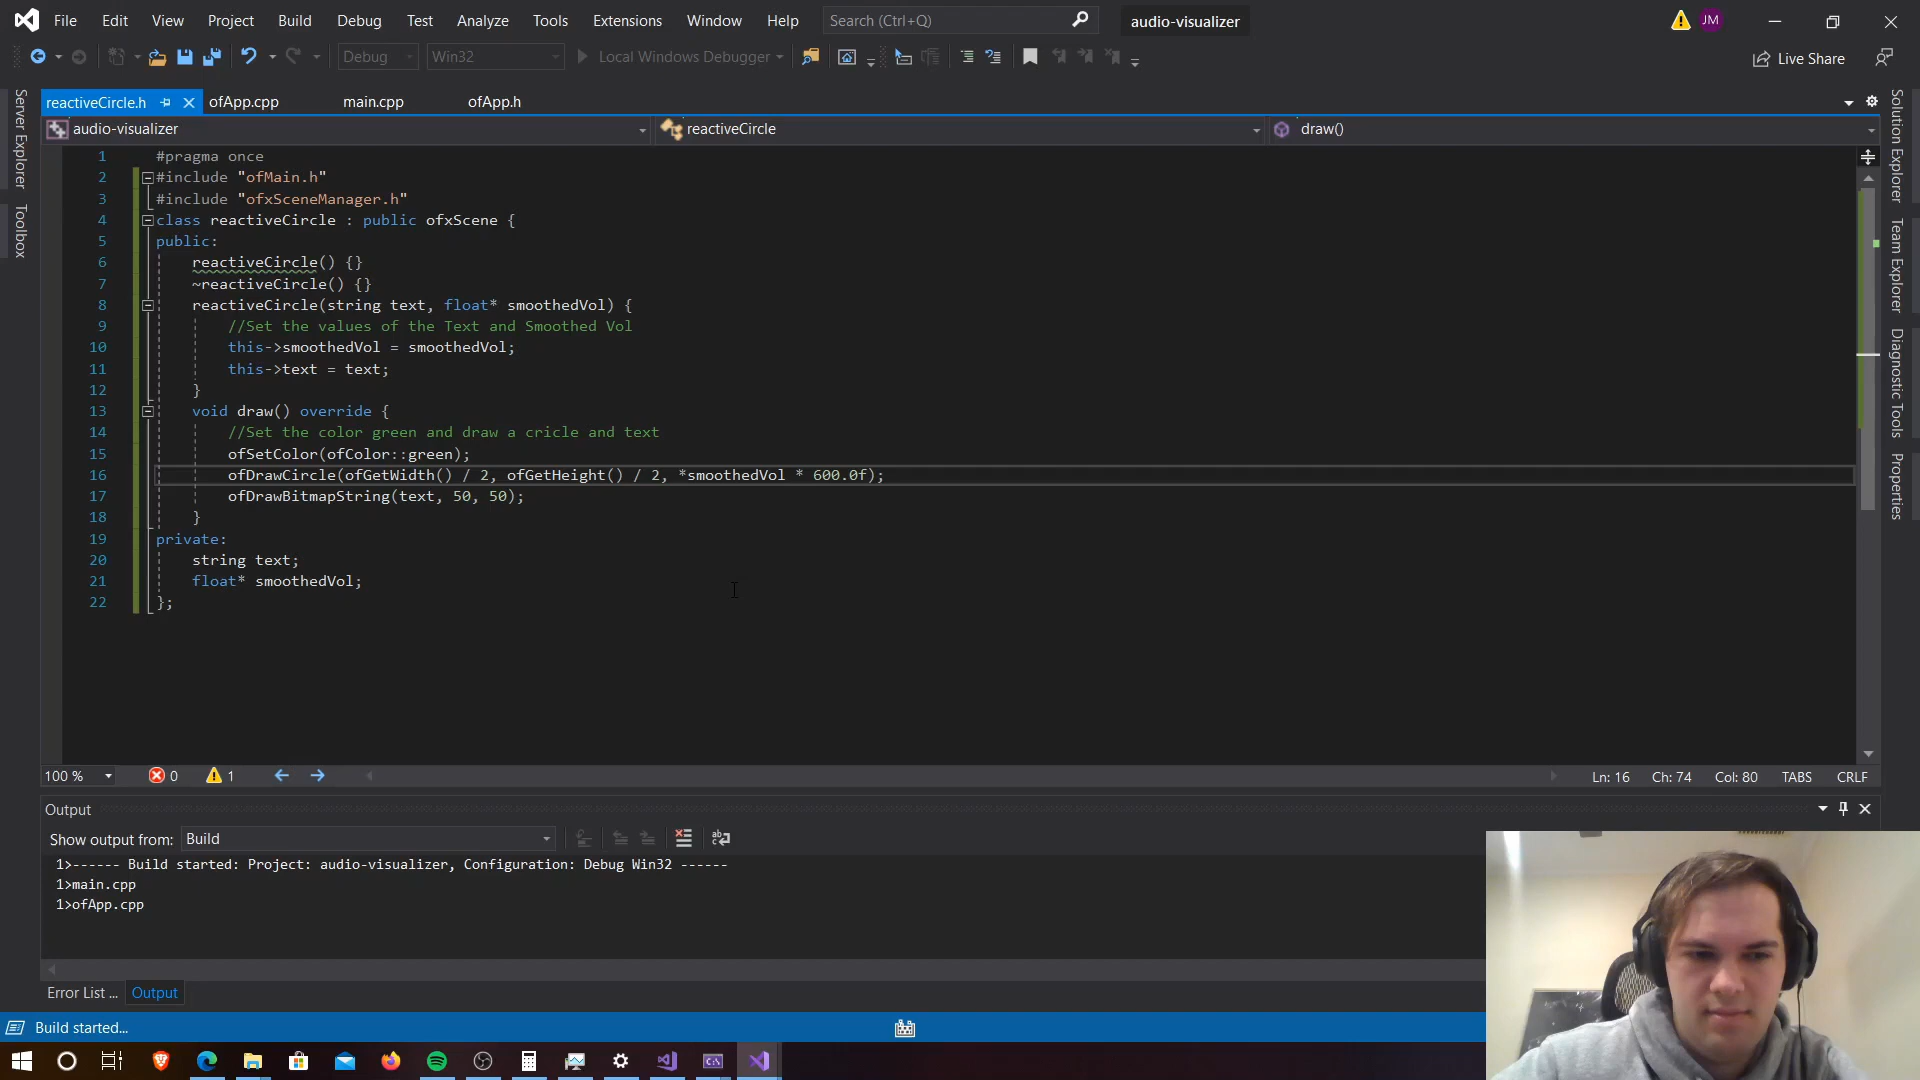 File Edit View Project Build Debug Test Analyze Tools Extensions Window Help Search (Ctrl+Q) audio-visualizer JM
Debug Win32 Local Windows Debugger Live Share
reactiveCircle.h ofApp.cpp main.cpp ofApp.h
audio-visualizer reactiveCircle draw()
Server Explorer
Toolbox
1 #pragma once
2 #include "ofMain.h"
3 #include "ofxSceneManager.h"
4 class reactiveCircle : public ofxScene {
5 public:
6 reactiveCircle() {}
7 ~reactiveCircle() {}
8 reactiveCircle(string text, float* smoothedVol) {
9 //Set the values of the Text and Smoothed Vol
10 this->smoothedVol = smoothedVol;
11 this->text = text;
12 }
13 void draw() override {
14 //Set the color green and draw a cricle and text
15 ofSetColor(ofColor::green);
16 ofDrawCircle(ofGetWidth() / 2, ofGetHeight() / 2, *smoothedVol * 600.0f);
17 ofDrawBitmapString(text, 50, 50);
18 }
19 private:
20 string text;
21 float* smoothedVol;
22 };
Solution Explorer
Team Explorer
Diagnostic Tools
Properties
100 % 0 1 Ln: 16 Ch: 74 Col: 80 TABS CRLF
Output
Show output from: Build
1>------ Build started: Project: audio-visualizer, Configuration: Debug Win32 ------
1>main.cpp
1>ofApp.cpp
Error List ... Output
Build started...